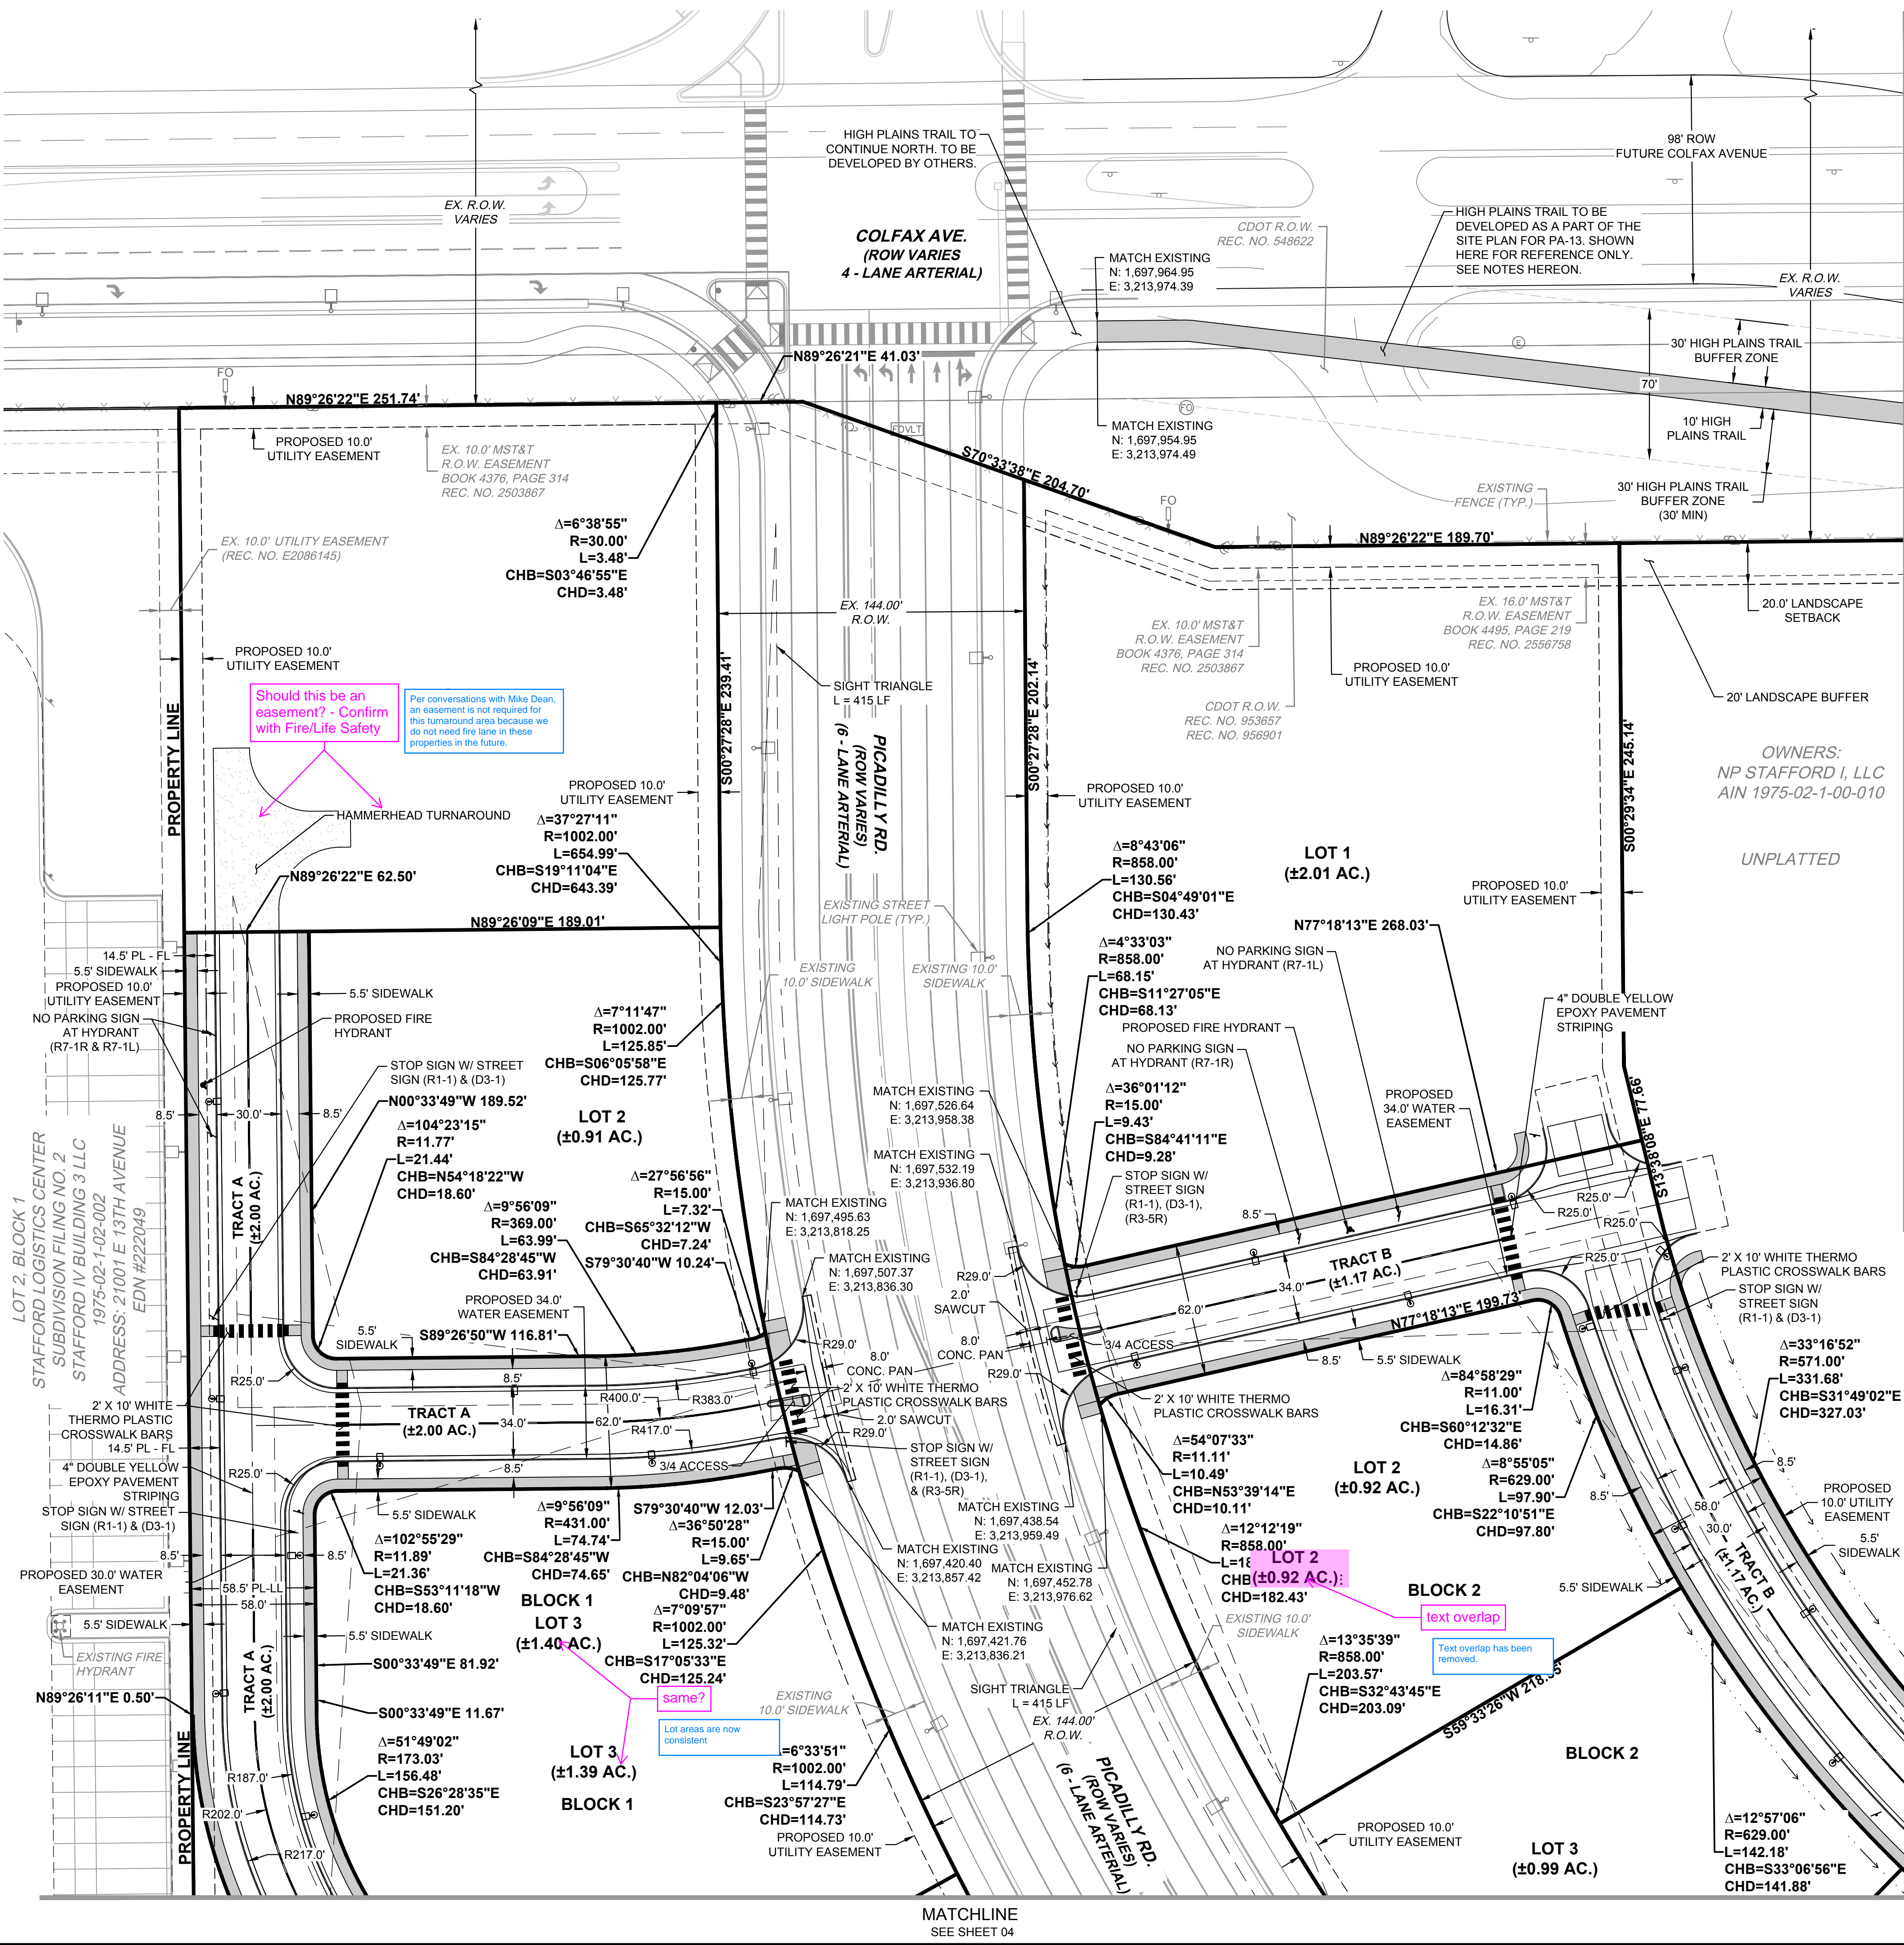 HIGH PLAINS TRAIL TO
CONTINUE NORTH. TO BE
DEVELOPED BY OTHERS.
98' ROW
FUTURE COLFAX AVENUE
EX. R.O.W.
VARIES
COLFAX AVE.
(ROW VARIES
4 - LANE ARTERIAL)
CDOT R.O.W.
REC. NO. 548622
HIGH PLAINS TRAIL TO BE
DEVELOPED AS A PART OF THE
SITE PLAN FOR PA-13. SHOWN
HERE FOR REFERENCE ONLY.
SEE NOTES HEREON.
MATCH EXISTING
N: 1,697,964.95
E: 3,213,974.39
EX. R.O.W.
VARIES
E
30' HIGH PLAINS TRAIL
BUFFER ZONE
70'
10' HIGH
PLAINS TRAIL
30' HIGH PLAINS TRAIL
BUFFER ZONE
(30' MIN)
N89°26'21"E 41.03'
FO
N89°26'22"E 251.74'
FO
FOVLT
MATCH EXISTING
N: 1,697,954.95
E: 3,213,974.49
PROPOSED 10.0'
UTILITY EASEMENT
EX. 10.0' MST&T
R.O.W. EASEMENT
BOOK 4376, PAGE 314
REC. NO. 2503867
S70°33'38"E 204.70'
FO
EXISTING
FENCE (TYP.)
N89°26'22"E 189.70'
EX. 10.0' UTILITY EASEMENT
(REC. NO. E2086145)
Δ=6°38'55"
R=30.00'
L=3.48'
CHB=S03°46'55"E
CHD=3.48'
EX. 144.00'
R.O.W.
EX. 10.0' MST&T
R.O.W. EASEMENT
BOOK 4376, PAGE 314
REC. NO. 2503867
EX. 16.0' MST&T
R.O.W. EASEMENT
BOOK 4495, PAGE 219
REC. NO. 2556758
20.0' LANDSCAPE
SETBACK
PROPOSED 10.0'
UTILITY EASEMENT
PROPOSED 10.0'
UTILITY EASEMENT
SIGHT TRIANGLE
L = 415 LF
20' LANDSCAPE BUFFER
CDOT R.O.W.
REC. NO. 953657
REC. NO. 956901
Should this be an
easement? - Confirm
with Fire/Life Safety
Per conversations with Mike Dean,
an easement is not required for
this turnaround area because we
do not need fire lane in these
properties in the future.
PROPERTY LINE
S00°27'28"E 239.41'
S00°27'28"E 202.14'
S00°29'34"E 245.14'
PICADILLY RD.
(ROW VARIES)
(6 - LANE ARTERIAL)
OWNERS:
NP STAFFORD I, LLC
AIN 1975-02-1-00-010
UNPLATTED
PROPOSED 10.0'
UTILITY EASEMENT
PROPOSED 10.0'
UTILITY EASEMENT
HAMMERHEAD TURNAROUND
Δ=37°27'11"
R=1002.00'
L=654.99'
CHB=S19°11'04"E
CHD=643.39'
Δ=8°43'06"
R=858.00'
L=130.56'
CHB=S04°49'01"E
CHD=130.43'
LOT 1
(±2.01 AC.)
PROPOSED 10.0'
UTILITY EASEMENT
N89°26'22"E 62.50'
N89°26'09"E 189.01'
EXISTING STREET
LIGHT POLE (TYP.)
N77°18'13"E 268.03'
14.5' PL - FL
5.5' SIDEWALK
PROPOSED 10.0'
UTILITY EASEMENT
NO PARKING SIGN
AT HYDRANT
(R7-1R & R7-1L)
5.5' SIDEWALK
PROPOSED FIRE
HYDRANT
EXISTING
10.0' SIDEWALK
EXISTING 10.0'
SIDEWALK
Δ=4°33'03"
R=858.00'
L=68.15'
CHB=S11°27'05"E
CHD=68.13'
NO PARKING SIGN
AT HYDRANT (R7-1L)
4" DOUBLE YELLOW
EPOXY PAVEMENT
STRIPING
PROPOSED FIRE HYDRANT
NO PARKING SIGN
AT HYDRANT (R7-1R)
Δ=7°11'47"
R=1002.00'
L=125.85'
CHB=S06°05'58"E
CHD=125.77'
STOP SIGN W/ STREET
SIGN (R1-1) & (D3-1)
N00°33'49"W 189.52'
8.5'
30.0'
8.5'
LOT 2
(±0.91 AC.)
MATCH EXISTING
N: 1,697,526.64
E: 3,213,958.38
Δ=36°01'12"
R=15.00'
L=9.43'
CHB=S84°41'11"E
CHD=9.28'
PROPOSED
34.0' WATER
EASEMENT
S13°38'08"E 77.66'
Δ=104°23'15"
R=11.77'
L=21.44'
CHB=N54°18'22"W
CHD=18.60'
MATCH EXISTING
N: 1,697,532.19
E: 3,213,936.80
STOP SIGN W/
STREET SIGN
(R1-1), (D3-1),
(R3-5R)
LOT 2, BLOCK 1
STAFFORD LOGISTICS CENTER
SUBDIVISION FILING NO. 2
STAFFORD IV BUILDING 3 LLC
1975-02-1-02-002
ADDRESS: 21001 E 13TH AVENUE
EDN #222049
TRACT A
(±2.00 AC.)
Δ=9°56'09"
R=369.00'
L=63.99'
CHB=S84°28'45"W
CHD=63.91'
Δ=27°56'56"
R=15.00'
L=7.32'
CHB=S65°32'12"W
CHD=7.24'
S79°30'40"W 10.24'
MATCH EXISTING
N: 1,697,495.63
E: 3,213,818.25
MATCH EXISTING
N: 1,697,507.37
E: 3,213,836.30
PROPOSED 34.0'
WATER EASEMENT
S89°26'50"W 116.81'
5.5'
SIDEWALK
8.5'
R25.0'
R25.0'
R25.0'
R25.0'
TRACT B
(±1.17 AC.)
34.0'
62.0'
N77°18'13"E 199.73'
R29.0'
2.0'
SAWCUT
8.0'
CONC. PAN
3/4 ACCESS
R29.0'
8.5'
5.5' SIDEWALK
2' X 10' WHITE THERMO
PLASTIC CROSSWALK BARS
STOP SIGN W/
STREET SIGN
(R1-1) & (D3-1)
R29.0'
8.0'
CONC. PAN
2' X 10' WHITE THERMO
PLASTIC CROSSWALK BARS
2.0' SAWCUT
R29.0'
R25.0'
8.5'
R400.0'
R383.0'
TRACT A
(±2.00 AC.)
34.0'
62.0'
R417.0'
8.5'
3/4 ACCESS
2' X 10' WHITE
THERMO PLASTIC
CROSSWALK BARS
14.5' PL - FL
4" DOUBLE YELLOW
EPOXY PAVEMENT
STRIPING
STOP SIGN W/ STREET
SIGN (R1-1) & (D3-1)
R25.0'
STOP SIGN W/
STREET SIGN
(R1-1), (D3-1),
& (R3-5R)
2' X 10' WHITE THERMO
PLASTIC CROSSWALK BARS
Δ=84°58'29"
R=11.00'
L=16.31'
CHB=S60°12'32"E
CHD=14.86'
Δ=33°16'52"
R=571.00'
L=331.68'
CHB=S31°49'02"E
CHD=327.03'
Δ=54°07'33"
R=11.11'
L=10.49'
CHB=N53°39'14"E
CHD=10.11'
LOT 2
(±0.92 AC.)
Δ=8°55'05"
R=629.00'
L=97.90'
CHB=S22°10'51"E
CHD=97.80'
8.5'
8.5'
58.0'
30.0'
PROPOSED
10.0' UTILITY
EASEMENT
5.5'
SIDEWALK
5.5' SIDEWALK
Δ=9°56'09"
R=431.00'
L=74.74'
CHB=S84°28'45"W
CHD=74.65'
S79°30'40"W 12.03'
Δ=36°50'28"
R=15.00'
L=9.65'
CHB=N82°04'06"W
CHD=9.48'
MATCH EXISTING
N: 1,697,438.54
E: 3,213,959.49
MATCH EXISTING
N: 1,697,420.40
E: 3,213,857.42
MATCH EXISTING
N: 1,697,452.78
E: 3,213,976.62
Δ=12°12'19"
R=858.00'
L=18
CHB
CHD=182.43'
LOT 2
(±0.92 AC.)
BLOCK 2
text overlap
Text overlap has been
removed.
5.5' SIDEWALK
TRACT B
(±1.17 AC.)
8.5'
8.5'
PROPOSED 30.0' WATER
EASEMENT
58.5' PL-LL
58.0'
Δ=102°55'29"
R=11.89'
L=21.36'
CHB=S53°11'18"W
CHD=18.60'
BLOCK 1
LOT 3
(±1.40 AC.)
Δ=7°09'57"
R=1002.00'
L=125.32'
CHB=S17°05'33"E
CHD=125.24'
MATCH EXISTING
N: 1,697,421.76
E: 3,213,836.21
EXISTING 10.0'
SIDEWALK
5.5' SIDEWALK
5.5' SIDEWALK
EXISTING FIRE
HYDRANT
S00°33'49"E 81.92'
N89°26'11"E 0.50'
TRACT A
(±2.00 AC.)
S00°33'49"E 11.67'
same?
Lot areas are now
consistent
EXISTING
10.0' SIDEWALK
SIGHT TRIANGLE
L = 415 LF
EX. 144.00'
R.O.W.
Δ=13°35'39"
R=858.00'
L=203.57'
CHB=S32°43'45"E
CHD=203.09'
S59°33'26"W
BLOCK 2
PROPERTY LINE
R187.0'
R202.0'
R217.0'
Δ=51°49'02"
R=173.03'
L=156.48'
CHB=S26°28'35"E
CHD=151.20'
LOT 3
(±1.39 AC.)
BLOCK 1
=6°33'51"
R=1002.00'
L=114.79'
CHB=S23°57'27"E
CHD=114.73'
PROPOSED 10.0'
UTILITY EASEMENT
PICADILLY RD.
(ROW VARIES)
(6 - LANE ARTERIAL)
PROPOSED 10.0'
UTILITY EASEMENT
LOT 3
(±0.99 AC.)
Δ=12°57'06"
R=629.00'
L=142.18'
CHB=S33°06'56"E
CHD=141.88'
MATCHLINE
SEE SHEET 04